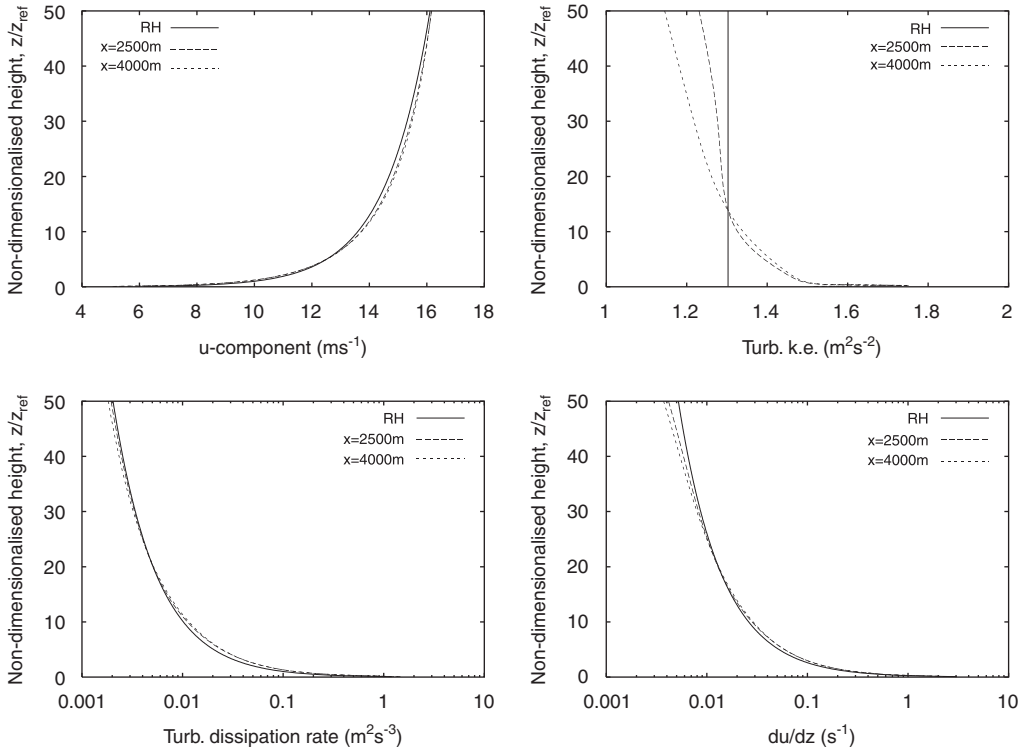 Non-dimensionalised height, z/z_ref
50
40
30
20
10
0
RH
x=2500m
x=4000m
4 6 8 10 12 14 16 18
u-component (ms⁻¹)
Non-dimensionalised height, z/z_ref
50
40
30
20
10
0
RH
x=2500m
x=4000m
1 1.2 1.4 1.6 1.8 2
Turb. k.e. (m²s⁻²)
Non-dimensionalised height, z/z_ref
50
40
30
20
10
0
RH
x=2500m
x=4000m
0.001 0.01 0.1 1 10
Turb. dissipation rate (m²s⁻³)
Non-dimensionalised height, z/z_ref
50
40
30
20
10
0
RH
x=2500m
x=4000m
0.001 0.01 0.1 1 10
du/dz (s⁻¹)